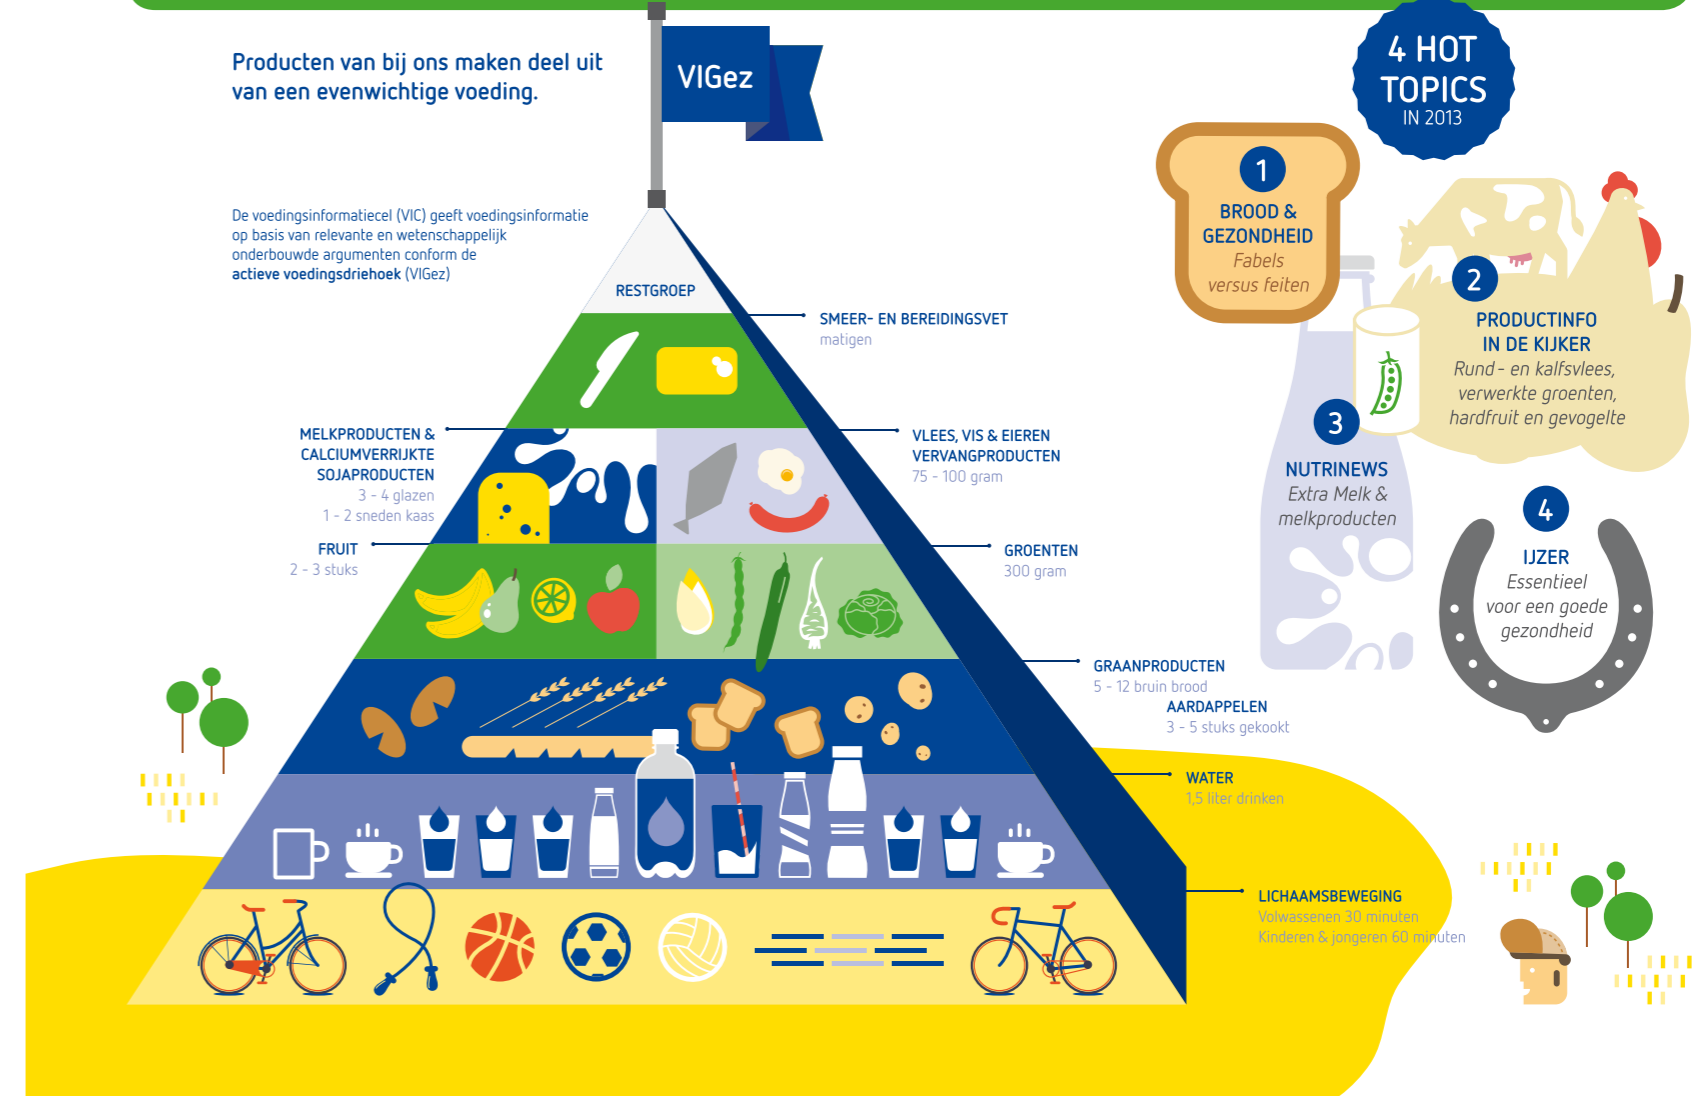 Producten van bij ons maken deel uit
van een evenwichtige voeding.
VIGez
De voedingsinformatiecel (VIC) geeft voedingsinformatie
op basis van relevante en wetenschappelijk
onderbouwde argumenten conform de
actieve voedingsdriehoek (VIGez)
RESTGROEP
SMEER- EN BEREIDINGSVET
matigen
MELKPRODUCTEN &
CALCIUMVERRIJKTE
SOJAPRODUCTEN
3 - 4 glazen
1 - 2 sneden kaas
VLEES, VIS & EIEREN
VERVANGPRODUCTEN
75 - 100 gram
FRUIT
2 - 3 stuks
GROENTEN
300 gram
GRAANPRODUCTEN
5 - 12 bruin brood
AARDAPPELEN
3 - 5 stuks gekookt
WATER
1,5 liter drinken
LICHAAMSBEWEGING
Volwassenen 30 minuten
Kinderen & jongeren 60 minuten
4 HOT
TOPICS
IN 2013
1
BROOD &
GEZONDHEID
Fabels
versus feiten
2
PRODUCTINFO
IN DE KIJKER
Rund- en kalfsvlees,
verwerkte groenten,
hardfruit en gevogelte
3
NUTRINEWS
Extra Melk &
melkproducten
4
IJZER
Essentieel
voor een goede
gezondheid